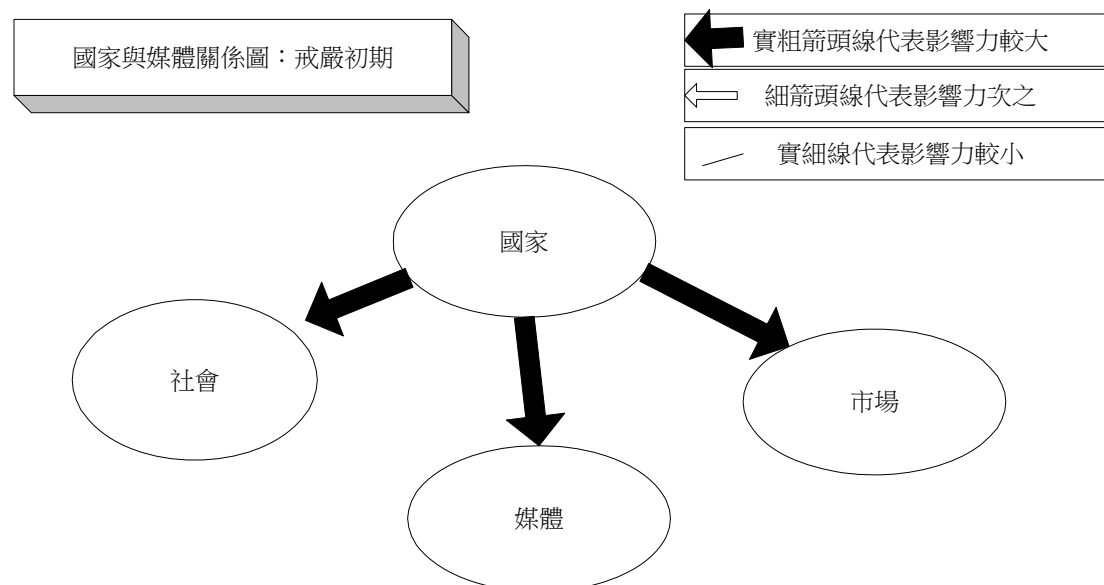 國家與媒體關係圖：戒嚴初期
實粗箭頭線代表影響力較大
細箭頭線代表影響力次之
實細線代表影響力較小
國家
社會
市場
媒體